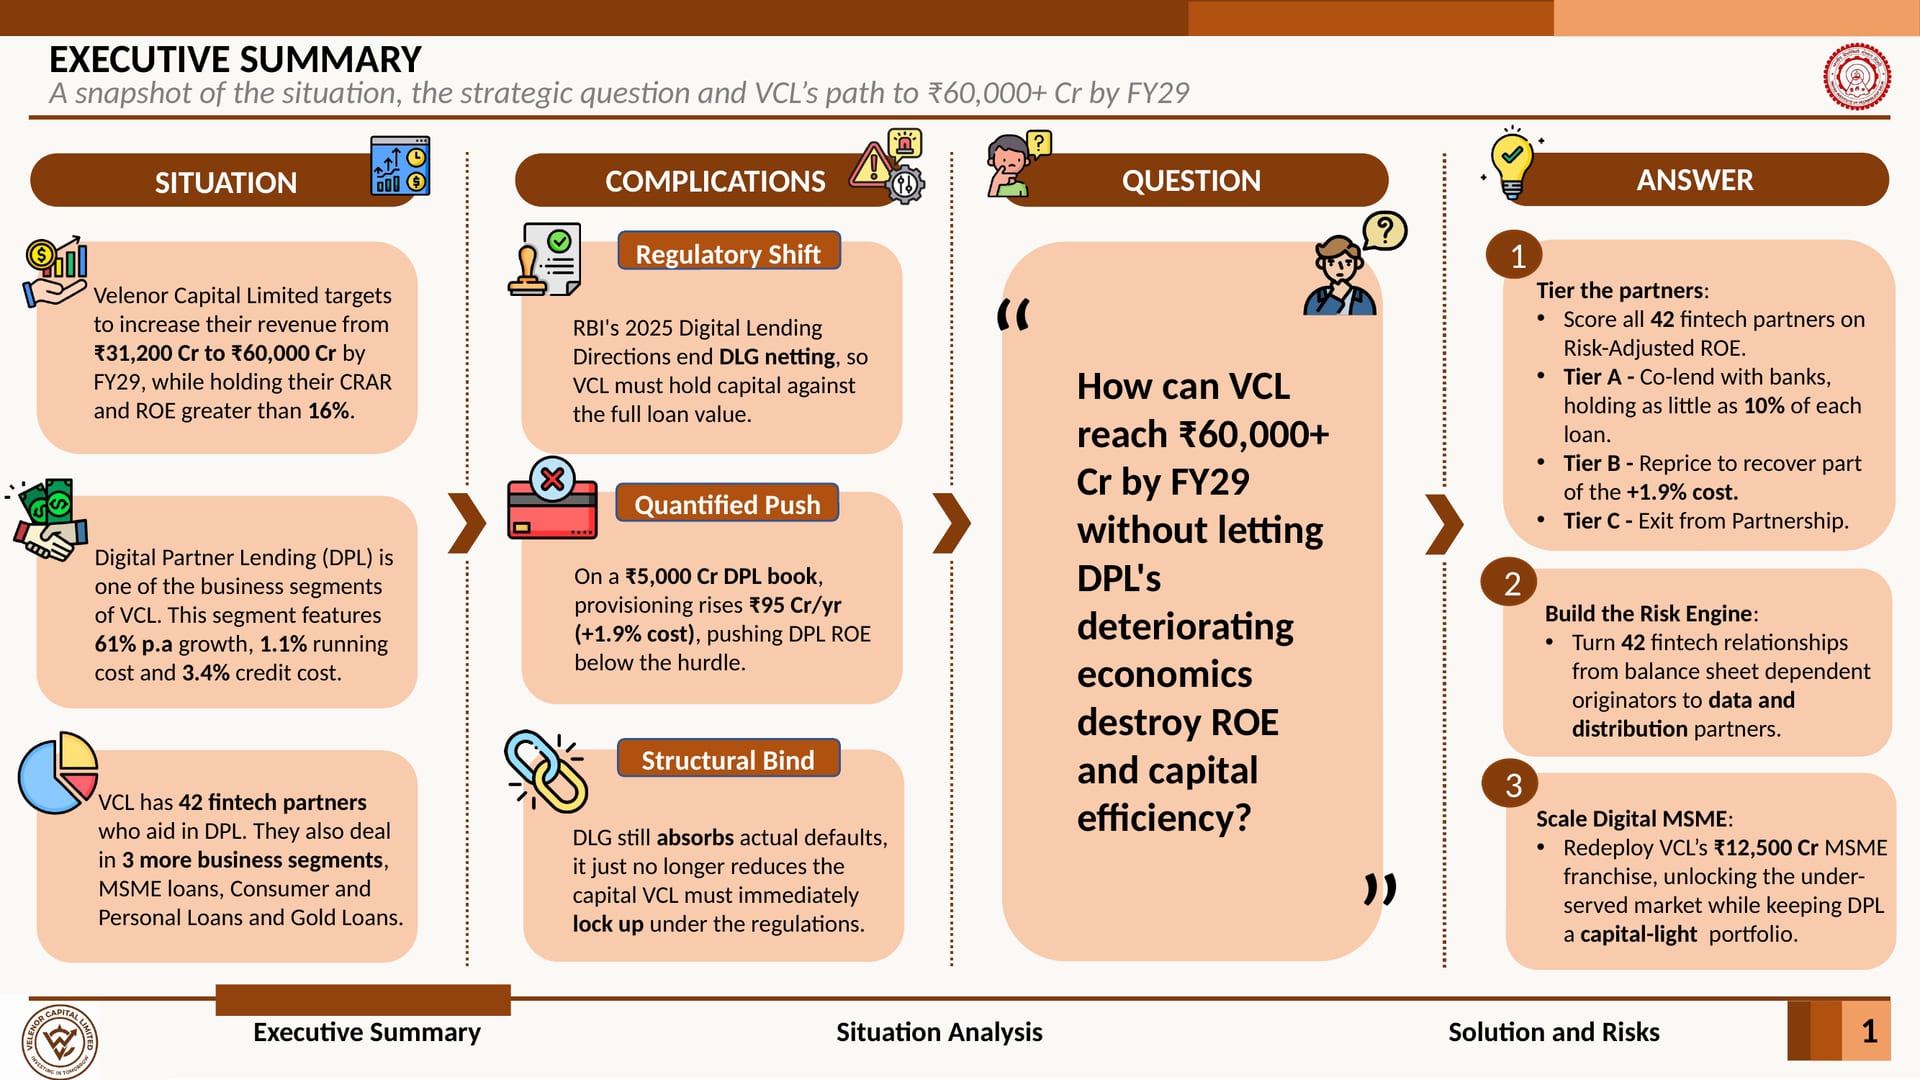 EXECUTIVE SUMMARY
A snapshot of the situation, the strategic question and VCL’s path to ₹60,000+ Cr by FY29
SITUATION
Velenor Capital Limited targets
to increase their revenue from
₹31,200 Cr to ₹60,000 Cr by
FY29, while holding their CRAR
and ROE greater than 16%.
Digital Partner Lending (DPL) is
one of the business segments
of VCL. This segment features
61% p.a growth, 1.1% running
cost and 3.4% credit cost.
VCL has 42 fintech partners
who aid in DPL. They also deal
in 3 more business segments,
MSME loans, Consumer and
Personal Loans and Gold Loans.
COMPLICATIONS
Regulatory Shift
RBI's 2025 Digital Lending
Directions end DLG netting, so
VCL must hold capital against
the full loan value.
Quantified Push
On a ₹5,000 Cr DPL book,
provisioning rises ₹95 Cr/yr
(+1.9% cost), pushing DPL ROE
below the hurdle.
Structural Bind
DLG still absorbs actual defaults,
it just no longer reduces the
capital VCL must immediately
lock up under the regulations.
QUESTION
“
How can VCL
reach ₹60,000+
Cr by FY29
without letting
DPL's
deteriorating
economics
destroy ROE
and capital
efficiency?
”
ANSWER
1
Tier the partners:
• Score all 42 fintech partners on
Risk-Adjusted ROE.
• Tier A - Co-lend with banks,
holding as little as 10% of each
loan.
• Tier B - Reprice to recover part
of the +1.9% cost.
• Tier C - Exit from Partnership.
2
Build the Risk Engine:
• Turn 42 fintech relationships
from balance sheet dependent
originators to data and
distribution partners.
3
Scale Digital MSME:
• Redeploy VCL’s ₹12,500 Cr MSME
franchise, unlocking the under-
served market while keeping DPL
a capital-light portfolio.
VELENOR CAPITAL LIMITED
INVESTING IN TOMORROW
Executive Summary
Situation Analysis
Solution and Risks
1